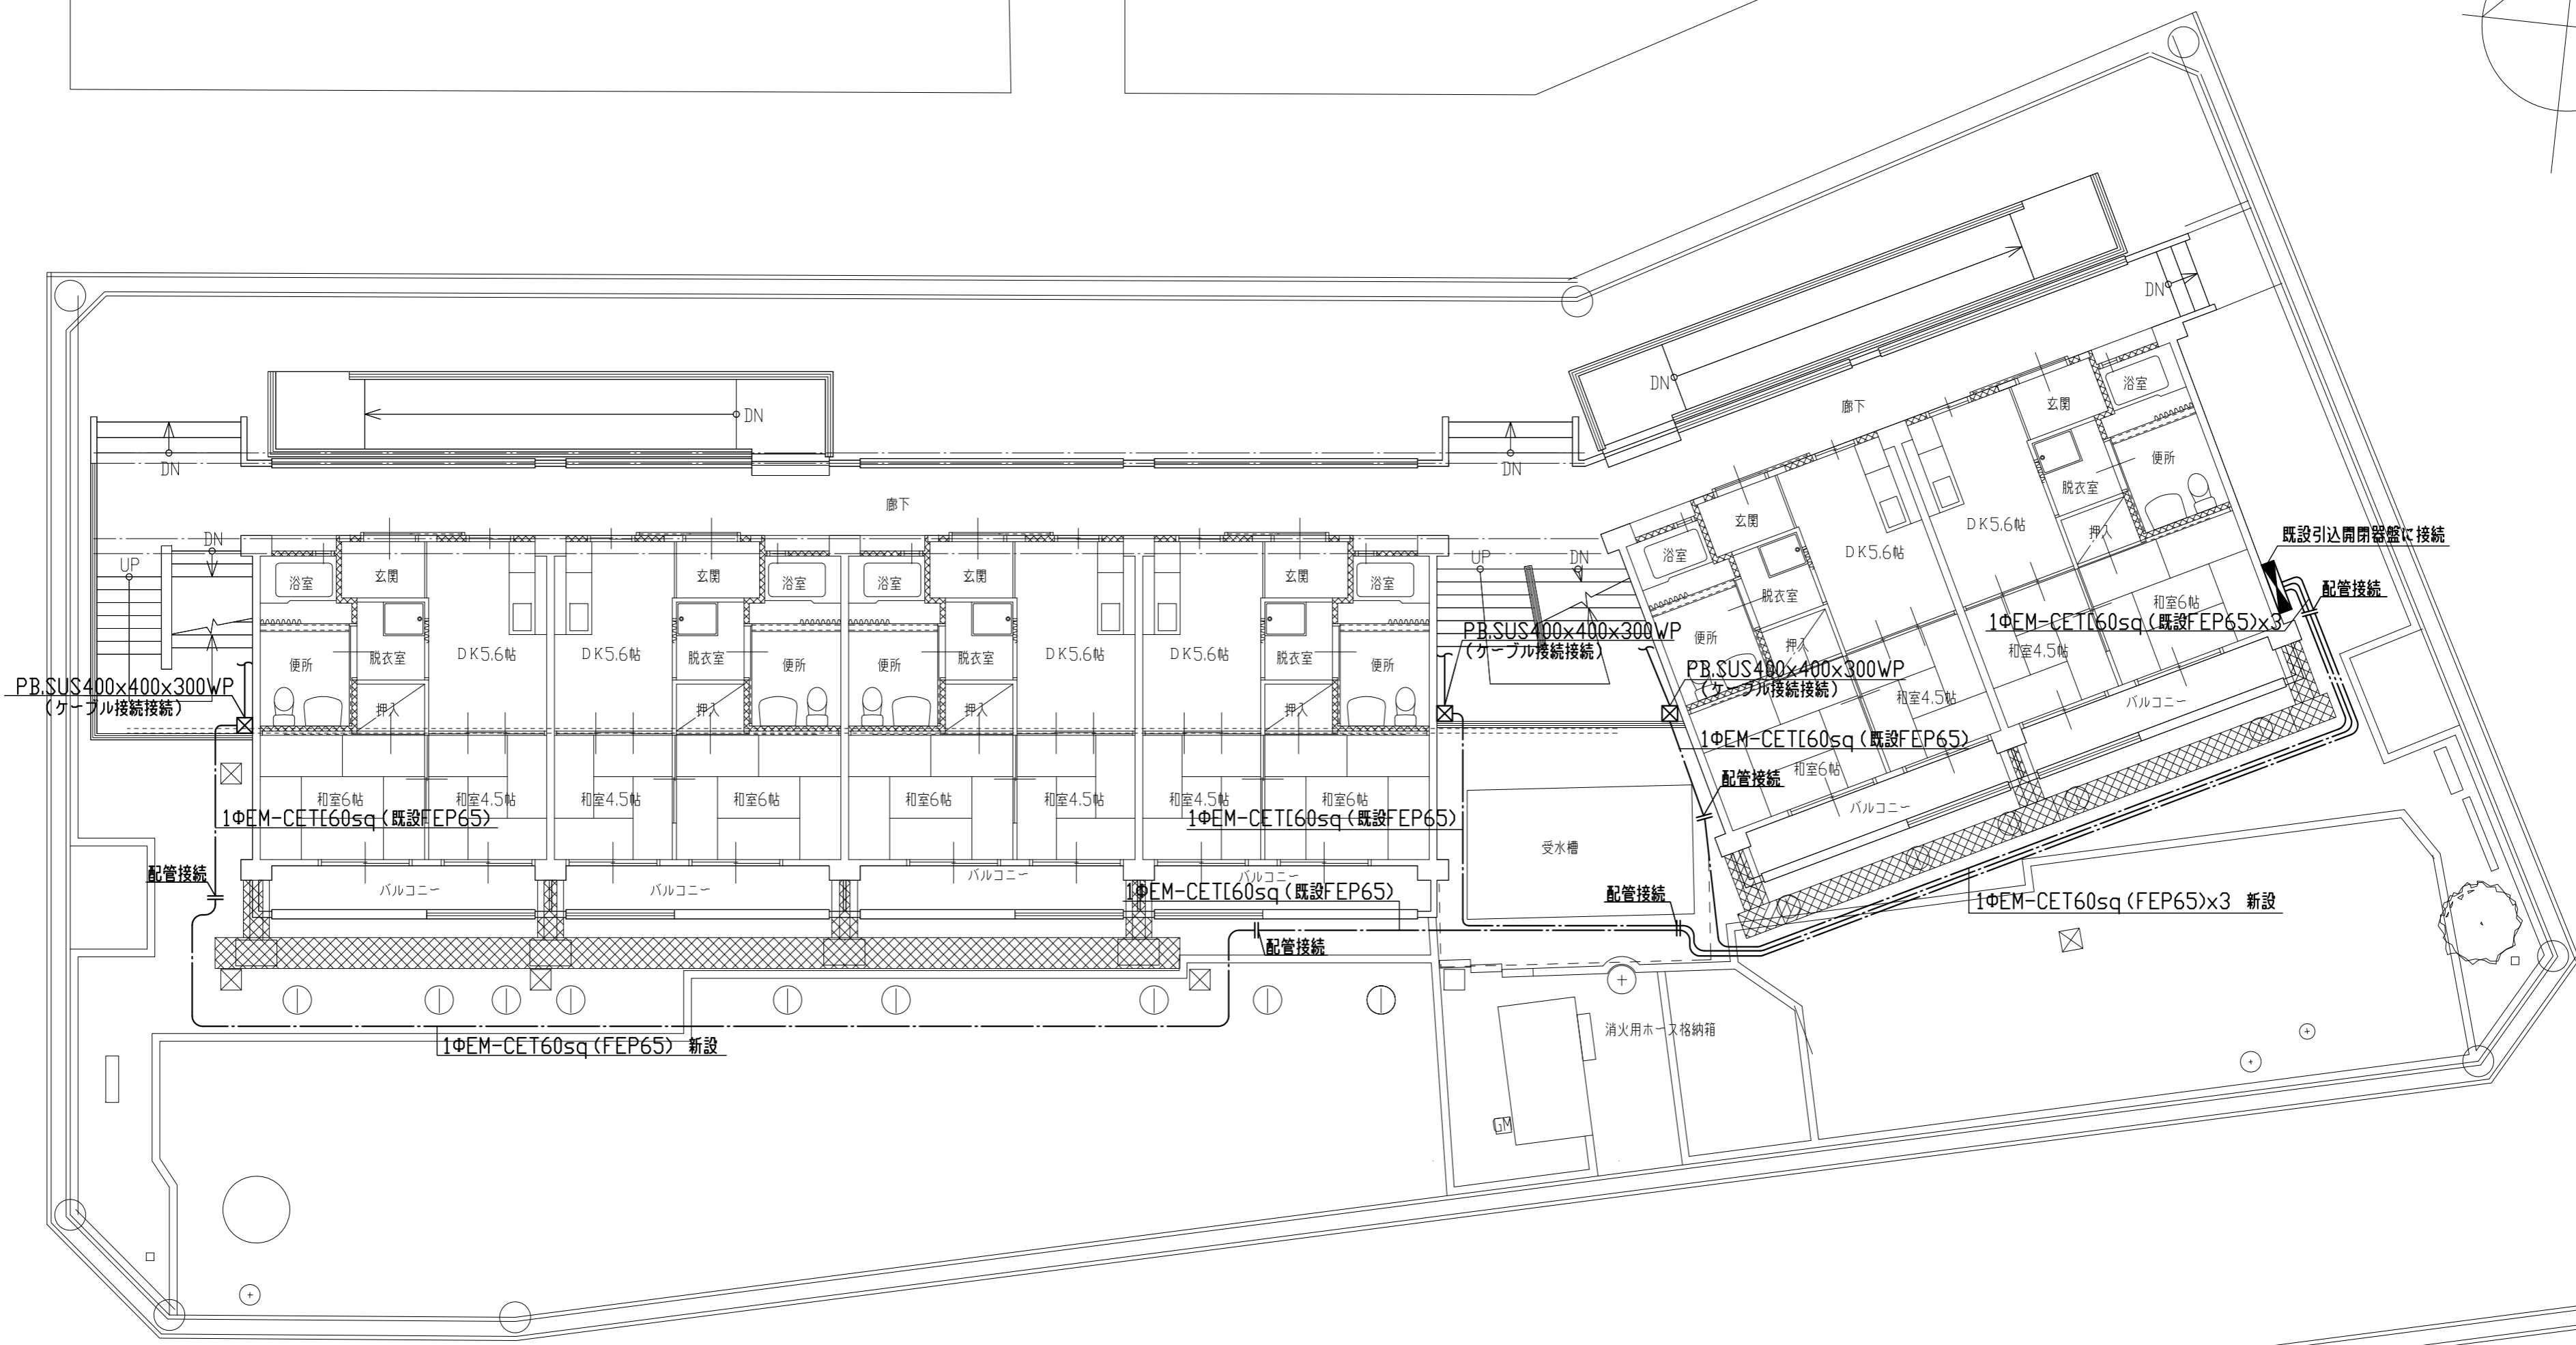 DN
DN
DN
DN
DN
廊下
廊下
DN
UP
UP
DN
浴室
玄関
便所
脱衣室
DK5.6帖
押入
和室6帖
和室4.5帖
バルコニー
DK5.6帖
玄関
浴室
脱衣室
便所
押入
和室4.5帖
和室6帖
バルコニー
浴室
玄関
便所
脱衣室
DK5.6帖
押入
和室6帖
和室4.5帖
バルコニー
DK5.6帖
玄関
浴室
脱衣室
便所
押入
和室4.5帖
和室6帖
バルコニー
浴室
玄関
DK5.6帖
便所
脱衣室
押入
和室6帖
和室4.5帖
バルコニー
玄関
浴室
DK5.6帖
脱衣室
便所
押入
和室4.5帖
和室6帖
バルコニー
既設引込開閉器盤に接続
配管接続
1ΦEM-CET[60sq(既設FEP65)x3
PB.SUS400x400x300WP
(ケーブル接続接続)
PB.SUS400x400x300WP
(ケーブル接続接続)
PB.SUS400x400x300WP
(ケーブル接続接続)
1ΦEM-CET[60sq(既設FEP65)
配管接続
1ΦEM-CET[60sq(既設FEP65)
1ΦEM-CET[60sq(既設FEP65)
受水槽
配管接続
1ΦEM-CET[60sq(既設FEP65)
配管接続
1ΦEM-CET60sq(FEP65)x3 新設
配管接続
1ΦEM-CET60sq(FEP65) 新設
消火用ホース格納箱
GM